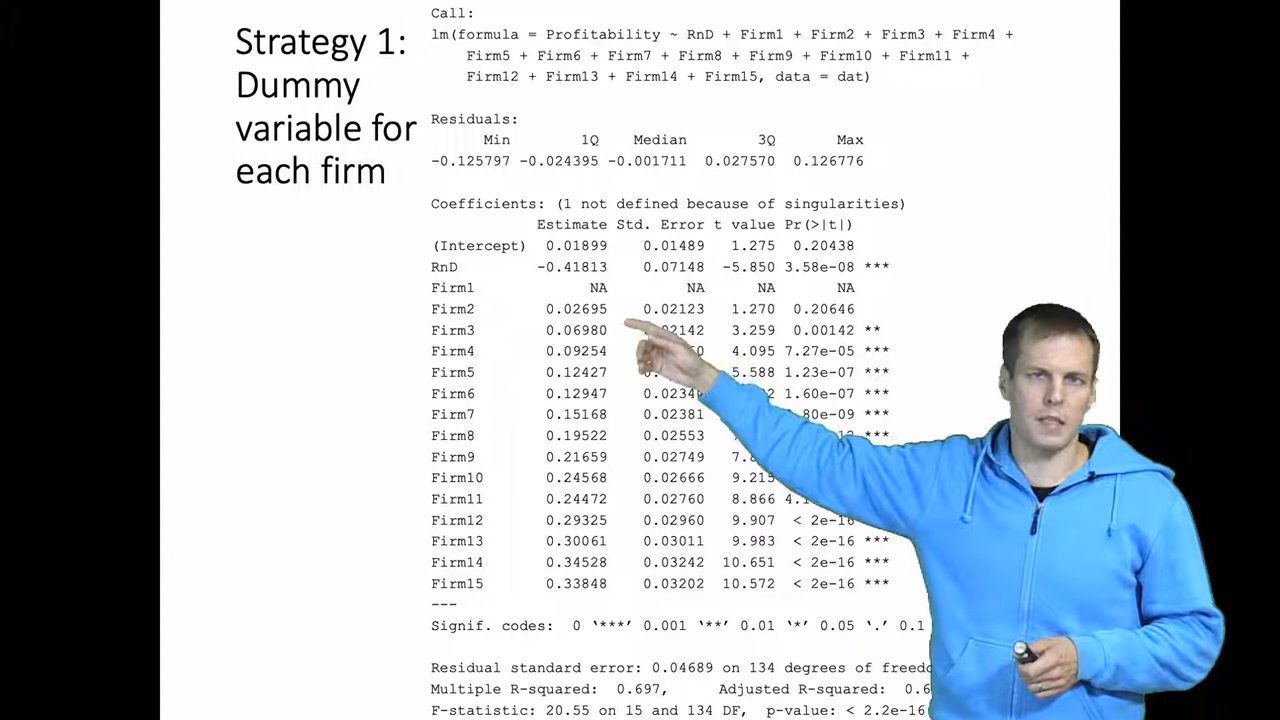 Strategy 1:
Dummy
variable for
each firm
Call:
lm(formula = Profitability ~ RnD + Firm1 + Firm2 + Firm3 + Firm4 +
Firm5 + Firm6 + Firm7 + Firm8 + Firm9 + Firm10 + Firm11 +
Firm12 + Firm13 + Firm14 + Firm15, data = dat)
Residuals:
Min 1Q Median 3Q Max
-0.125797 -0.024395 -0.001711 0.027570 0.126776
Coefficients: (1 not defined because of singularities)
Estimate Std. Error t value Pr(>|t|)
(Intercept) 0.01899 0.01489 1.275 0.20438
RnD -0.41813 0.07148 -5.850 3.58e-08 ***
Firm1 NA NA NA NA
Firm2 0.02695 0.02123 1.270 0.20646
Firm3 0.06980 0.02142 3.259 0.00142 **
Firm4 0.09254 4.095 7.27e-05 ***
Firm5 0.12427 5.588 1.23e-07 ***
Firm6 0.12947 1.60e-07 ***
Firm7 0.15168 0.02381 ***
Firm8 0.19522 0.02553 ***
Firm9 0.21659 0.02749
Firm10 0.24568 0.02666 9.215
Firm11 0.24472 0.02760 8.866
Firm12 0.29325 0.02960 9.907 < 2e-16 ***
Firm13 0.30061 0.03011 9.983 < 2e-16 ***
Firm14 0.34528 0.03242 10.651 < 2e-16 ***
Firm15 0.33848 0.03202 10.572 < 2e-16 ***
---
Signif. codes: 0 ‘***’ 0.001 ‘**’ 0.01 ‘*’ 0.05 ‘.’ 0.1
Residual standard error: 0.04689 on 134 degrees of
Multiple R-squared: 0.697, Adjusted R-squared:
F-statistic: 20.55 on 15 and 134 DF, p-value: < 2.2e-16